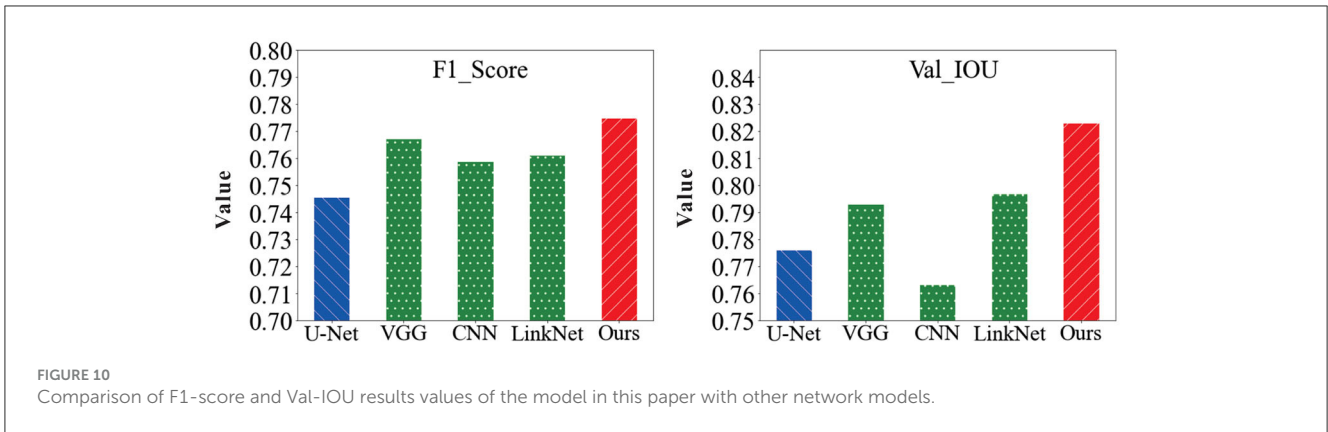 F1_Score
Value
0.80
0.79
0.78
0.77
0.76
0.75
0.74
0.73
0.72
0.71
0.70
U-Net VGG CNN LinkNet Ours
Val_IOU
Value
0.84
0.83
0.82
0.81
0.80
0.79
0.78
0.77
0.76
0.75
U-Net VGG CNN LinkNet Ours
FIGURE 10
Comparison of F1-score and Val-IOU results values of the model in this paper with other network models.